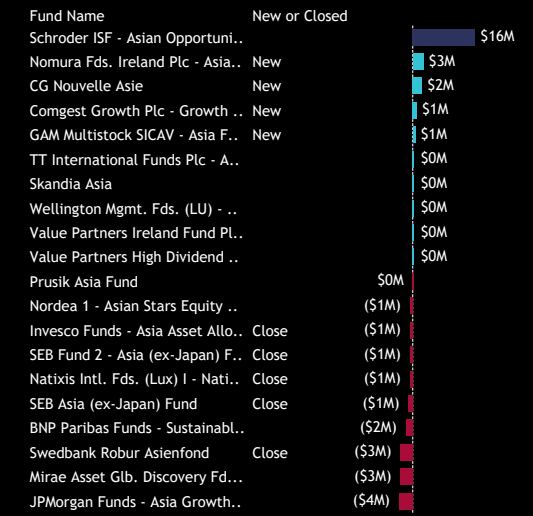 Fund Name New or Closed
Schroder ISF - Asian Opportuni.. $16M
Nomura Fds. Ireland Plc - Asia.. New $3M
CG Nouvelle Asie New $2M
Comgest Growth Plc - Growth .. New $1M
GAM Multistock SICAV - Asia F.. New $1M
TT International Funds Plc - A.. $0M
Skandia Asia $0M
Wellington Mgmt. Fds. (LU) - .. $0M
Value Partners Ireland Fund Pl.. $0M
Value Partners High Dividend .. $0M
Prusik Asia Fund $0M
Nordea 1 - Asian Stars Equity .. ($1M)
Invesco Funds - Asia Asset Allo.. Close ($1M)
SEB Fund 2 - Asia (ex-Japan) F.. Close ($1M)
Natixis Intl. Fds. (Lux) I - Nati.. Close ($1M)
SEB Asia (ex-Japan) Fund Close ($1M)
BNP Paribas Funds - Sustainabl.. ($2M)
Swedbank Robur Asienfond Close ($3M)
Mirae Asset Glb. Discovery Fd... ($3M)
JPMorgan Funds - Asia Growth.. ($4M)